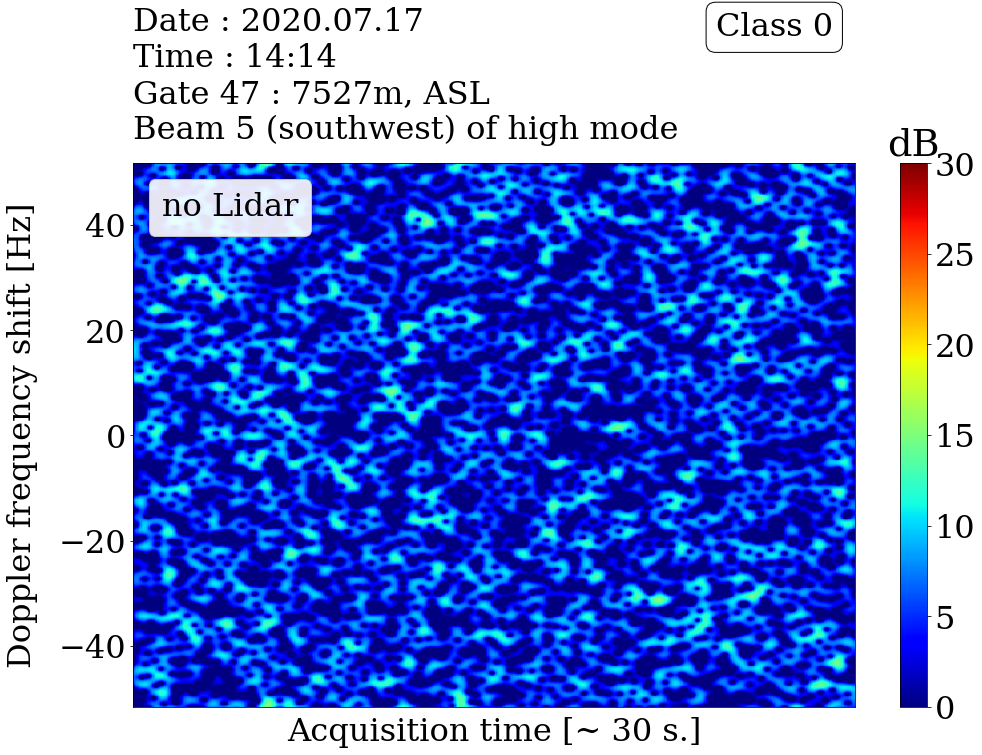 Date : 2020.07.17
Time : 14:14
Gate 47 : 7527m, ASL
Beam 5 (southwest) of high mode
Class 0
dB
no Lidar
Doppler frequency shift [Hz]
40
20
0
−20
−40
Acquisition time [~ 30 s.]
30
25
20
15
10
5
0